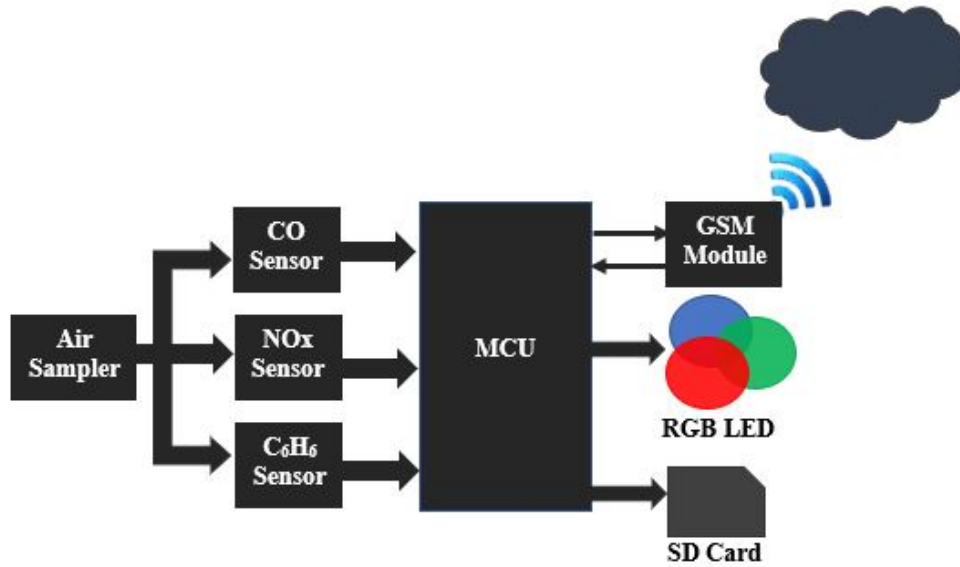 Air
Sampler
CO
Sensor
NOx
Sensor
C₆H₆
Sensor
MCU
GSM
Module
RGB LED
SD Card